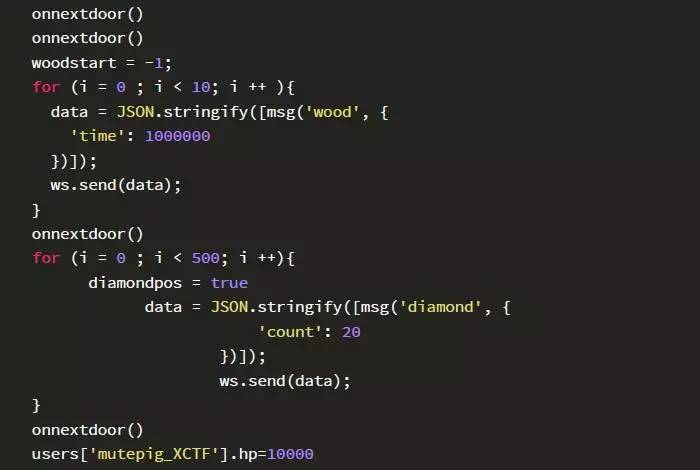 onnextdoor()
onnextdoor()
woodstart = -1;
for (i = 0 ; i < 10; i ++ ){
  data = JSON.stringify([msg('wood', {
    'time': 1000000
  })]);
  ws.send(data);
}
onnextdoor()
for (i = 0 ; i < 500; i ++){
      diamondpos = true
            data = JSON.stringify([msg('diamond', {
                        'count': 20
                    })]);
                    ws.send(data);
}
onnextdoor()
users['mutepig_XCTF'].hp=10000